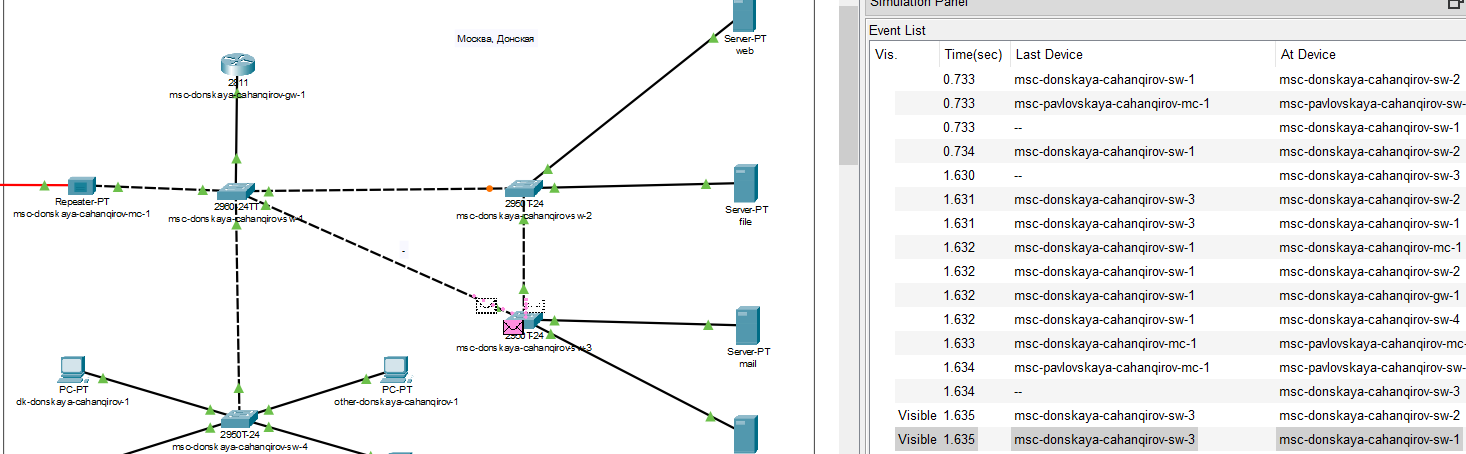 Simulation Panel
Event List
Vis. Time(sec) Last Device At Device
0.733 msc-donskaya-cahanqirov-sw-1 msc-donskaya-cahanqirov-sw-2
0.733 msc-pavlovskaya-cahanqirov-mc-1 msc-pavlovskaya-cahanqirov-sw-
0.733 -- msc-donskaya-cahanqirov-sw-1
0.734 msc-donskaya-cahanqirov-sw-1 msc-donskaya-cahanqirov-sw-2
1.630 -- msc-donskaya-cahanqirov-sw-3
1.631 msc-donskaya-cahanqirov-sw-3 msc-donskaya-cahanqirov-sw-2
1.631 msc-donskaya-cahanqirov-sw-3 msc-donskaya-cahanqirov-sw-1
1.632 msc-donskaya-cahanqirov-sw-1 msc-donskaya-cahanqirov-mc-1
1.632 msc-donskaya-cahanqirov-sw-1 msc-donskaya-cahanqirov-sw-2
1.632 msc-donskaya-cahanqirov-sw-1 msc-donskaya-cahanqirov-gw-1
1.632 msc-donskaya-cahanqirov-sw-1 msc-donskaya-cahanqirov-sw-4
1.633 msc-donskaya-cahanqirov-mc-1 msc-pavlovskaya-cahanqirov-mc-
1.634 msc-pavlovskaya-cahanqirov-mc-1 msc-pavlovskaya-cahanqirov-sw-
1.634 -- msc-donskaya-cahanqirov-sw-3
Visible 1.635 msc-donskaya-cahanqirov-sw-3 msc-donskaya-cahanqirov-sw-2
Visible 1.635 msc-donskaya-cahanqirov-sw-3 msc-donskaya-cahanqirov-sw-1
Москва, Донская
Server-PT
web
2811
msc-donskaya-cahanqirov-gw-1
Repeater-PT
msc-donskaya-cahanqirov-mc-1
2960-24TT
msc-donskaya-cahanqirov-sw-1
2960T-24
msc-donskaya-cahanqirov-sw-2
Server-PT
file
2960T-24
msc-donskaya-cahanqirov-sw-3
Server-PT
mail
PC-PT
dk-donskaya-cahanqirov-1
PC-PT
other-donskaya-cahanqirov-1
2960T-24
msc-donskaya-cahanqirov-sw-4